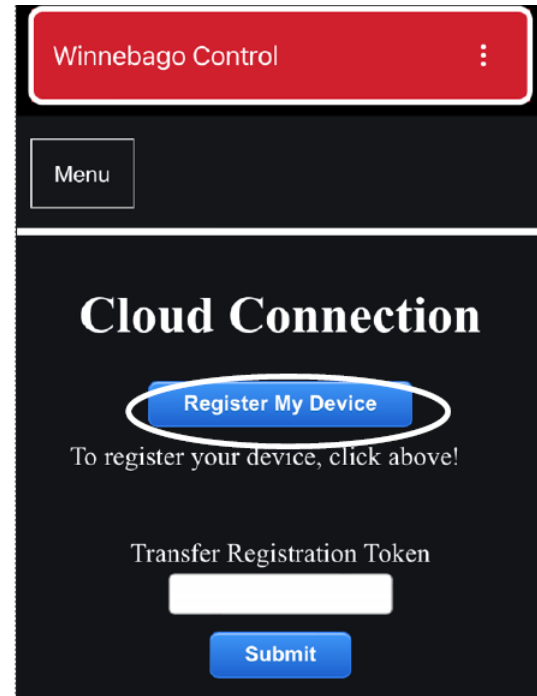 Winnebago Control
Menu
Cloud Connection
Register My Device
To register your device, click above!
Transfer Registration Token
Submit